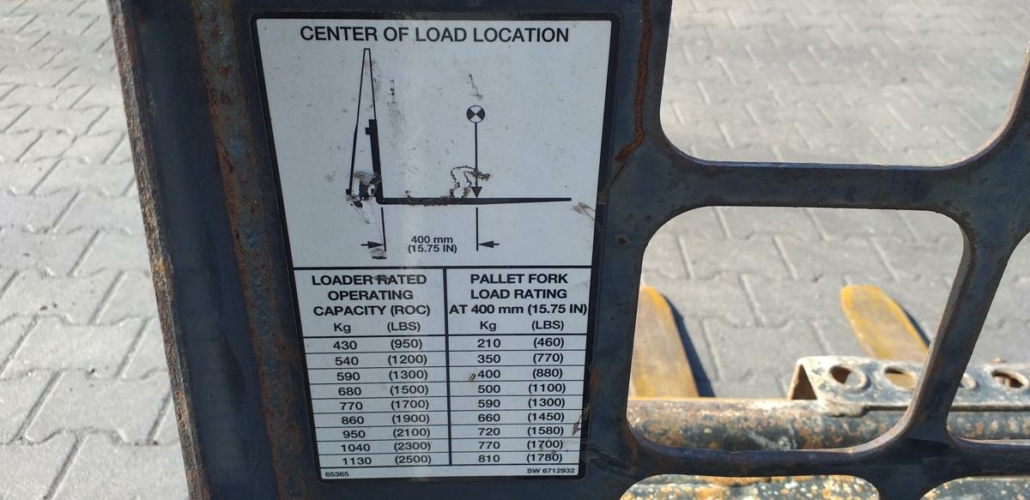 CENTER OF LOAD LOCATION
400 mm
(15.75 IN)
LOADER RATED
OPERATING
CAPACITY (ROC)
Kg (LBS)
PALLET FORK
LOAD RATING
AT 400 mm (15.75 IN)
Kg (LBS)
430 (950) 210 (460)
540 (1200) 350 (770)
590 (1300) 400 (880)
680 (1500) 500 (1100)
770 (1700) 590 (1300)
860 (1900) 660 (1450)
950 (2100) 720 (1580)
1040 (2300) 770 (1700)
1130 (2500) 810 (1780)
65365 SW 6712932